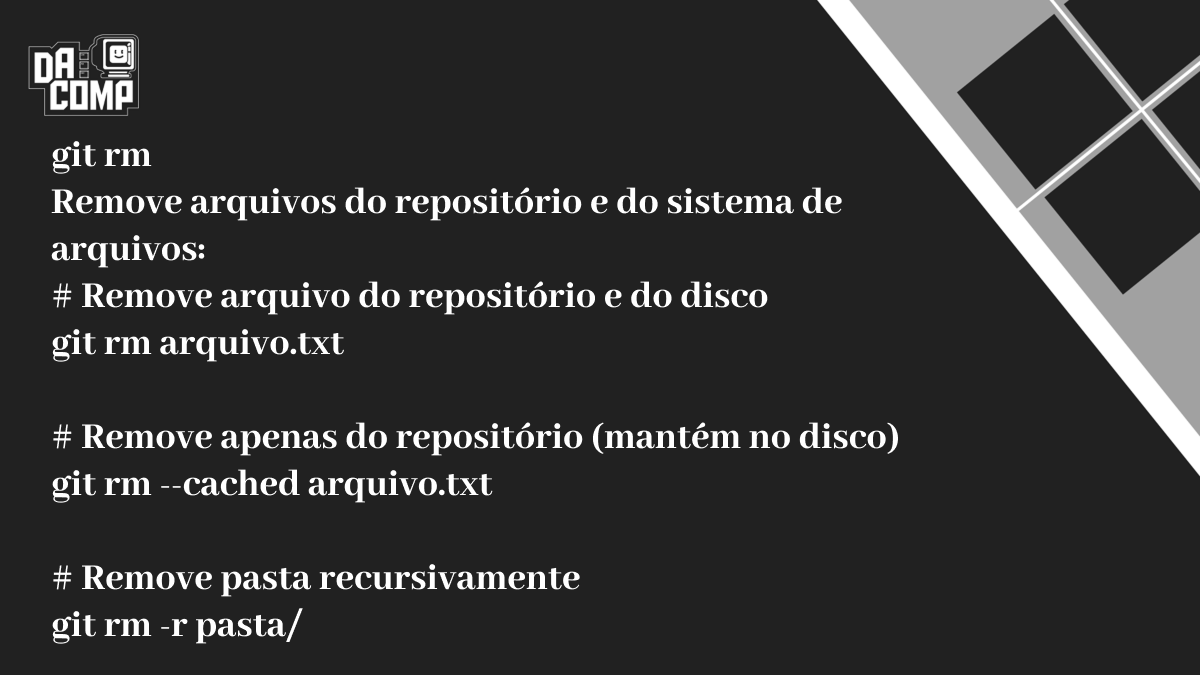 DA
COMP
git rm
Remove arquivos do repositório e do sistema de
arquivos:
# Remove arquivo do repositório e do disco
git rm arquivo.txt
# Remove apenas do repositório (mantém no disco)
git rm --cached arquivo.txt
# Remove pasta recursivamente
git rm -r pasta/